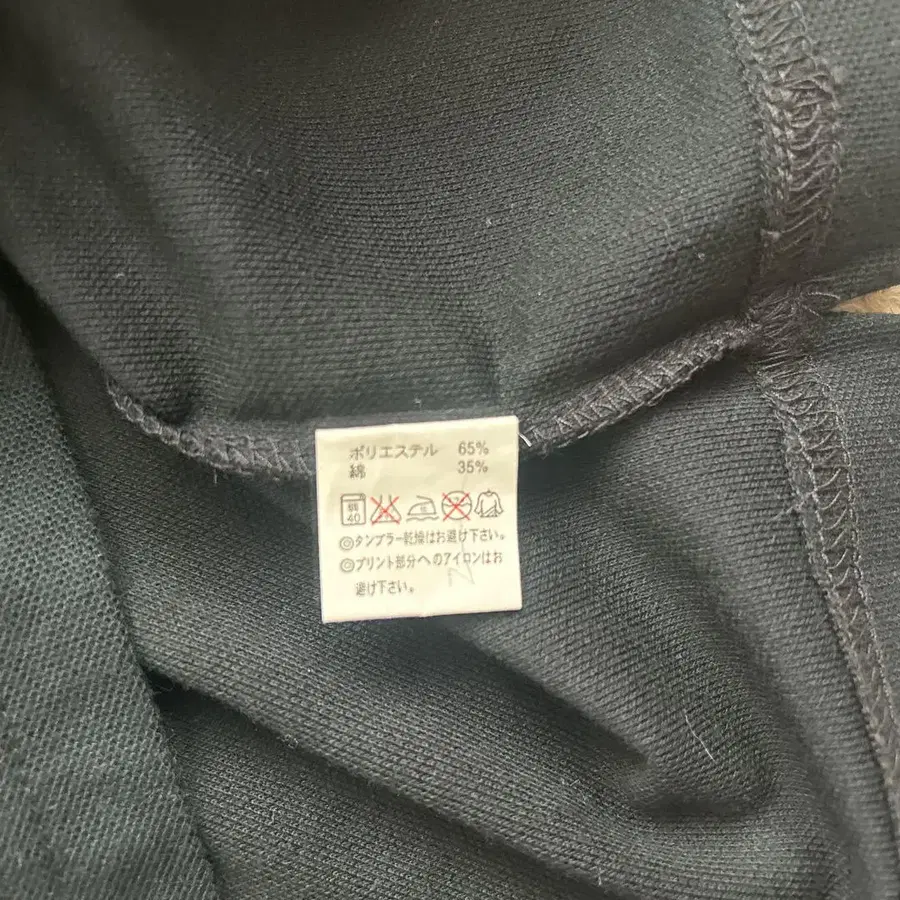 ポリエステル 65%
綿 35%
40
◎タンブラー乾燥はお避け下さい。
◎プリント部分へのアイロンはお
避け下さい。